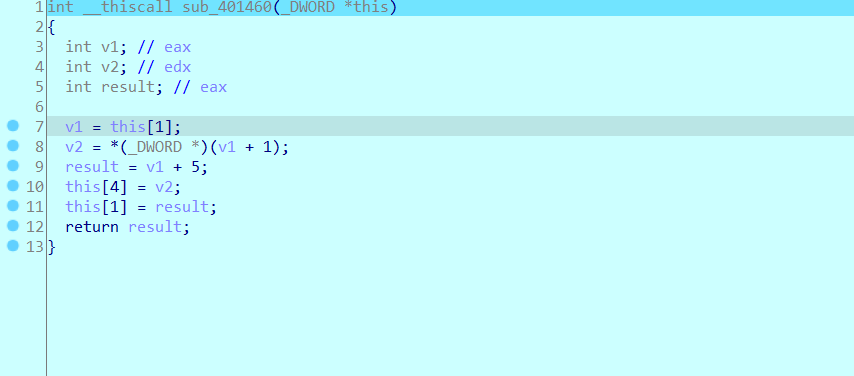 1 int __thiscall sub_401460(_DWORD *this)
2 {
3   int v1; // eax
4   int v2; // edx
5   int result; // eax
6
7   v1 = this[1];
8   v2 = *(_DWORD *)(v1 + 1);
9   result = v1 + 5;
10   this[4] = v2;
11   this[1] = result;
12   return result;
13 }